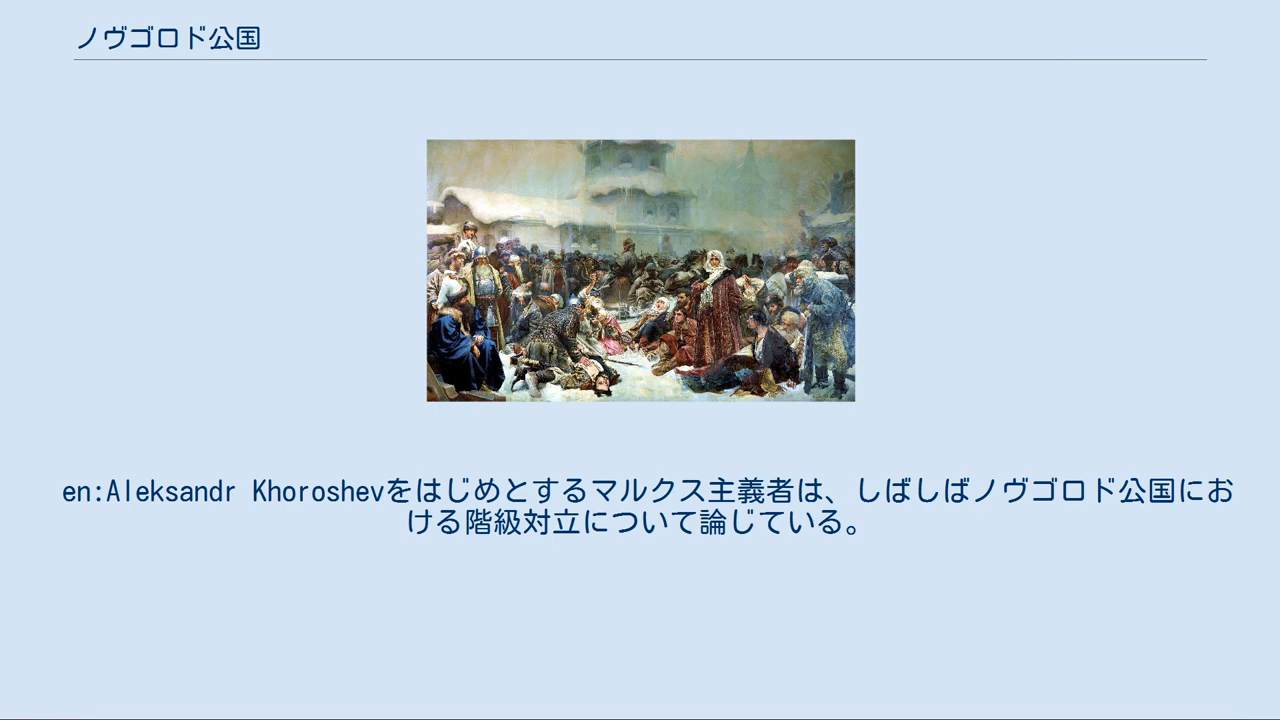 ノヴゴロド公国
en:Aleksandr Khoroshevをはじめとするマルクス主義者は、しばしばノヴゴロド公国にお
ける階級対立について論じている。